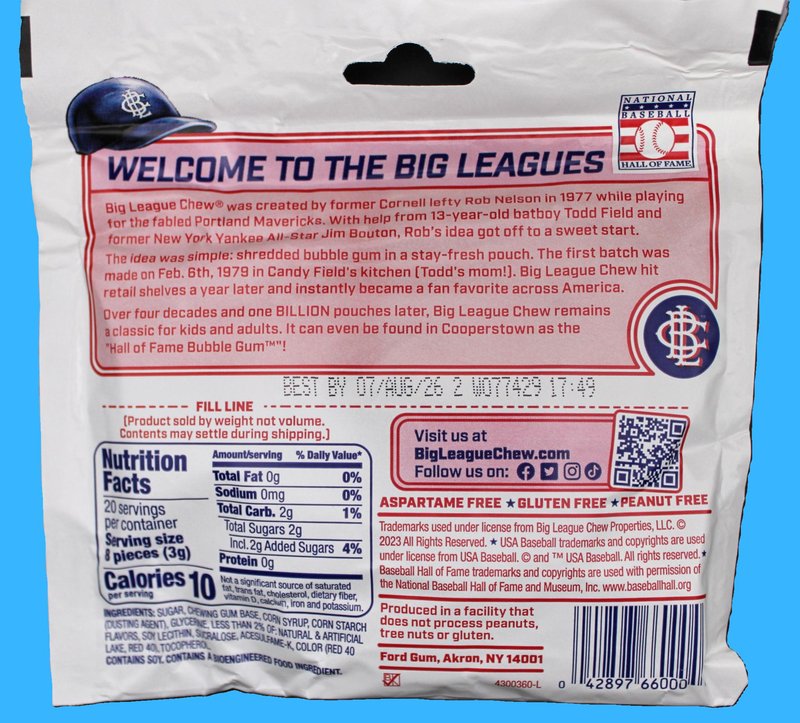 BLC
NATIONAL
BASEBALL
HALL OF FAME
WELCOME TO THE BIG LEAGUES
Big League Chew® was created by former Cornell lefty Rob Nelson in 1977 while playing
for the fabled Portland Mavericks. With help from 13-year-old batboy Todd Field and
former New York Yankee All-Star Jim Bouton, Rob's idea got off to a sweet start.
The idea was simple: shredded bubble gum in a stay-fresh pouch. The first batch was
made on Feb. 6th, 1979 in Candy Field's kitchen (Todd's mom!). Big League Chew hit
retail shelves a year later and instantly became a fan favorite across America.
Over four decades and one BILLION pouches later, Big League Chew remains
a classic for kids and adults. It can even be found in Cooperstown as the
"Hall of Fame Bubble Gum™"!
BLC
BEST BY 07/AUG/26 2 W077429 17:49
FILL LINE
(Product sold by weight not volume.
Contents may settle during shipping.)
Nutrition
Facts
20 servings
per container
Serving size
8 pieces (3g)
Calories 10
per serving
Amount/serving % Daily Value*
Total Fat 0g 0%
Sodium 0mg 0%
Total Carb. 2g 1%
Total Sugars 2g
Incl. 2g Added Sugars 4%
Protein 0g
Not a significant source of saturated
fat, trans fat, cholesterol, dietary fiber,
vitamin D, calcium, iron and potassium.
INGREDIENTS: SUGAR, CHEWING GUM BASE, CORN SYRUP, CORN STARCH
(DUSTING AGENT), GLYCERINE, LESS THAN 2% OF: NATURAL & ARTIFICIAL
FLAVORS, SOY LECITHIN, SUCRALOSE, ACESULFAME-K, COLOR (RED 40
LAKE, RED 40), TOCOPHEROL.
CONTAINS SOY. CONTAINS A BIOENGINEERED FOOD INGREDIENT.
Visit us at
BigLeagueChew.com
Follow us on:
ASPARTAME FREE ★ GLUTEN FREE ★ PEANUT FREE
Trademarks used under license from Big League Chew Properties, LLC. ©
2023 All Rights Reserved. ★ USA Baseball trademarks and copyrights are used
under license from USA Baseball. © and ™ USA Baseball. All rights reserved. ★
Baseball Hall of Fame trademarks and copyrights are used with permission of
the National Baseball Hall of Fame and Museum, Inc. www.baseballhall.org
Produced in a facility that
does not process peanuts,
tree nuts or gluten.
Ford Gum, Akron, NY 14001
4300360-L
0 42897 66000